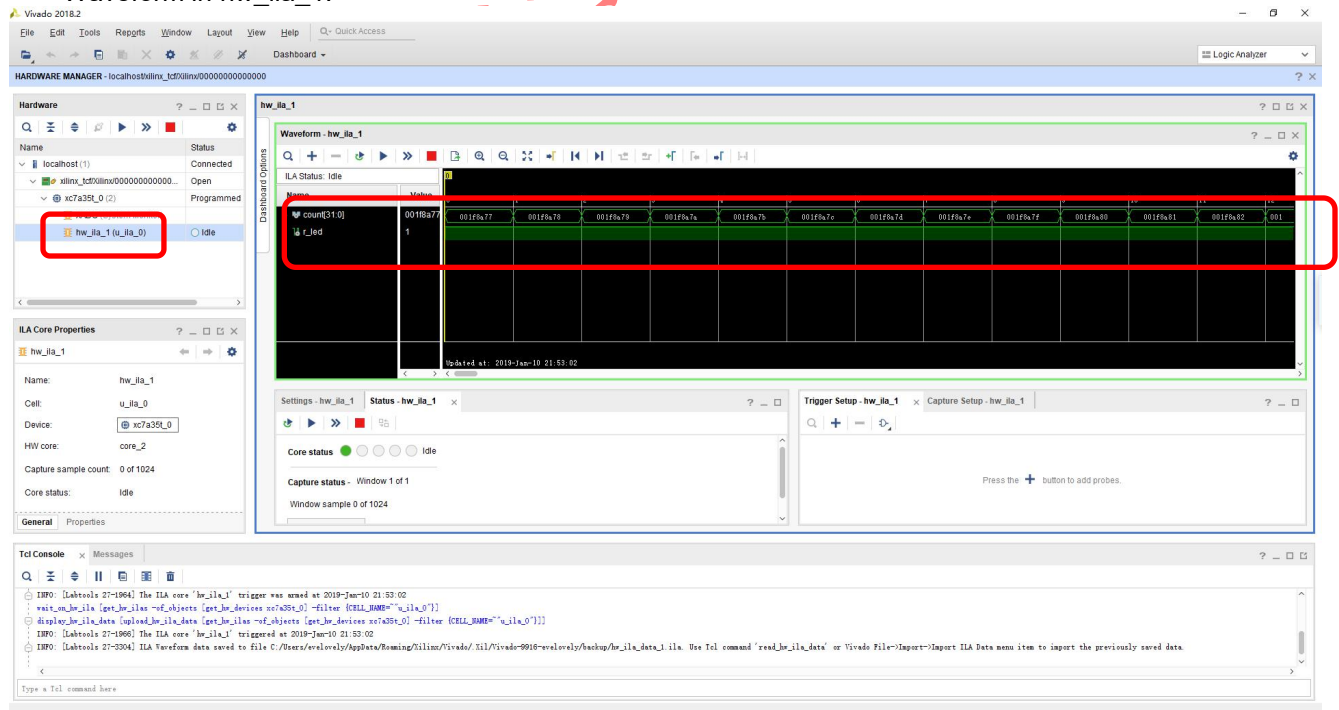 Waveform in hw_ila_1.
Vivado 2018.2
File Edit Tools Reports Window Layout View Help Q- Quick Access
Dashboard
Logic Analyzer
HARDWARE MANAGER - localhost/xilinx_tcf/Xilinx/00000000000000
Hardware
Name Status
localhost (1) Connected
xilinx_tcf/Xilinx/000000000000... Open
xc7a35t_0 (2) Programmed
hw_ila_1 (u_ila_0) Idle
ILA Core Properties
hw_ila_1
Name: hw_ila_1
Cell: u_ila_0
Device: xc7a35t_0
HW core: core_2
Capture sample count: 0 of 1024
Core status: Idle
General Properties
hw_ila_1
Dashboard Options
Waveform - hw_ila_1
ILA Status: Idle
0
Name Value
count[31:0] 001f8a77 001f8a77 001f8a78 001f8a79 001f8a7a 001f8a7b 001f8a7c 001f8a7d 001f8a7e 001f8a7f 001f8a80 001f8a81 001f8a82 001
r_led 1
Updated at: 2019-Jan-10 21:53:02
Settings - hw_ila_1 Status - hw_ila_1
Core status Idle
Capture status - Window 1 of 1
Window sample 0 of 1024
Trigger Setup - hw_ila_1 Capture Setup - hw_ila_1
Press the + button to add probes.
Tcl Console Messages
INFO: [Labtools 27-1964] The ILA core 'hw_ila_1' trigger was armed at 2019-Jan-10 21:53:02
wait_on_hw_ila [get_hw_ilas -of_objects [get_hw_devices xc7a35t_0] -filter {CELL_NAME=~"u_ila_0"}]
display_hw_ila_data [upload_hw_ila_data [get_hw_ilas -of_objects [get_hw_devices xc7a35t_0] -filter {CELL_NAME=~"u_ila_0"}]]
INFO: [Labtools 27-1966] The ILA core 'hw_ila_1' triggered at 2019-Jan-10 21:53:02
INFO: [Labtools 27-3304] ILA Waveform data saved to file C:/Users/evelovely/AppData/Roaming/Xilinx/Vivado/.Xil/Vivado-9916-evelovely/backup/hw_ila_data_1.ila. Use Tcl command 'read_hw_ila_data' or Vivado File->Import->Import ILA Data menu item to import the previously saved data.
Type a Tcl command here